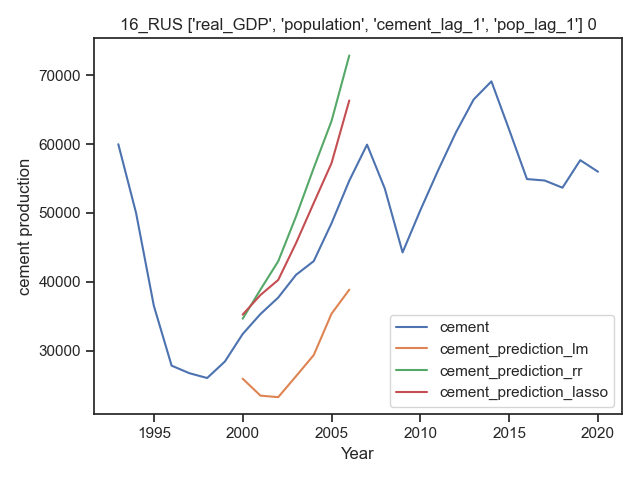 16_RUS ['real_GDP', 'population', 'cement_lag_1', 'pop_lag_1'] 0
70000
60000
50000
40000
30000
cement production
cement
cement_prediction_lm
cement_prediction_rr
cement_prediction_lasso
1995
2000
2005
2010
2015
2020
Year